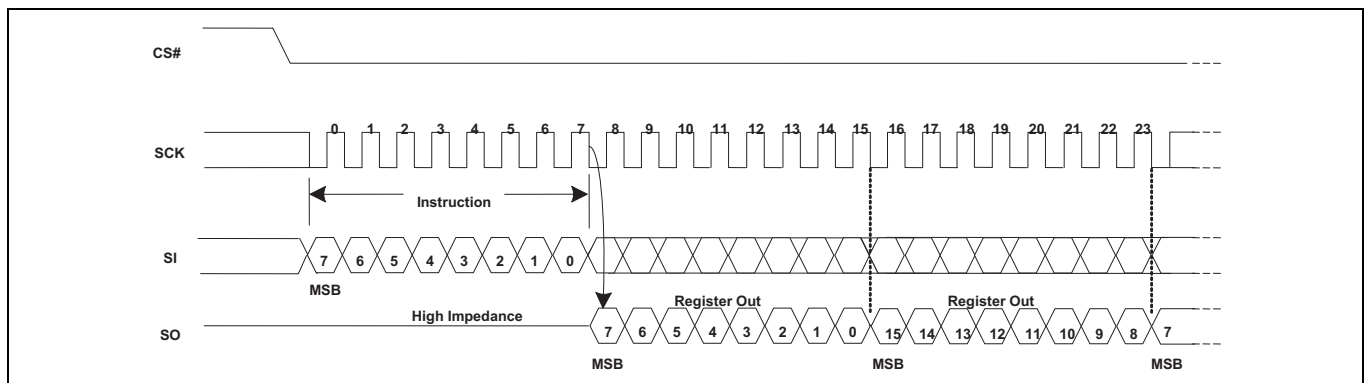 CS#
0 1 2 3 4 5 6 7 8 9 10 11 12 13 14 15 16 17 18 19 20 21 22 23
SCK
Instruction
SI
7 6 5 4 3 2 1 0
MSB
High Impedance
Register Out
Register Out
SO
7 6 5 4 3 2 1 0 15 14 13 12 11 10 9 8 7
MSB
MSB
MSB